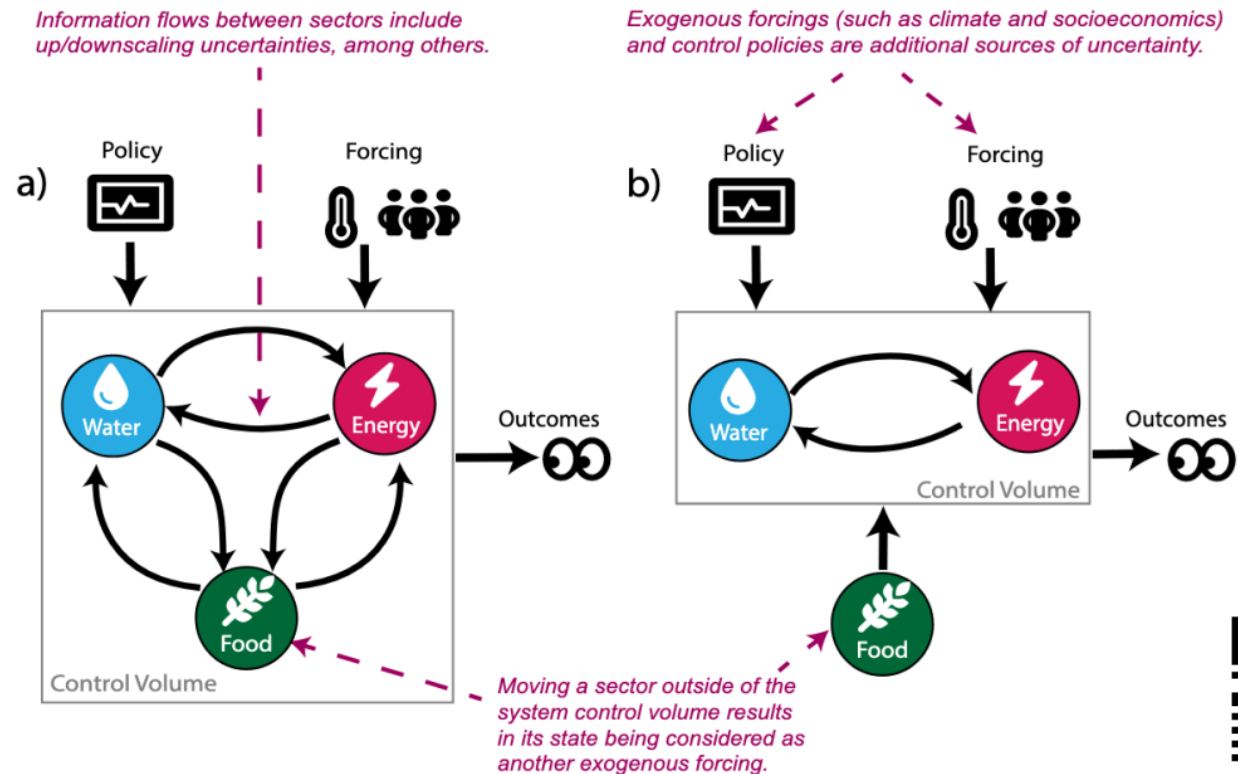 Information flows between sectors include
up/downscaling uncertainties, among others.
Exogenous forcings (such as climate and socioeconomics)
and control policies are additional sources of uncertainty.
a)
Policy
Forcing
Water
Energy
Food
Control Volume
Outcomes
b)
Policy
Forcing
Water
Energy
Control Volume
Outcomes
Food
Moving a sector outside of the
system control volume results
in its state being considered as
another exogenous forcing.